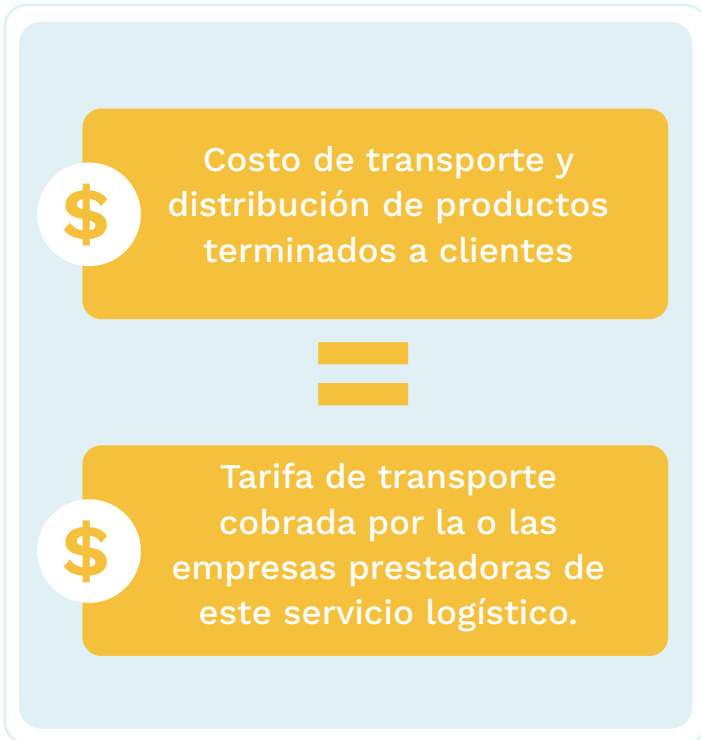 Costo de transporte y
distribución de productos
terminados a clientes
$
=
Tarifa de transporte
cobrada por la o las
empresas prestadoras de
este servicio logístico.
$